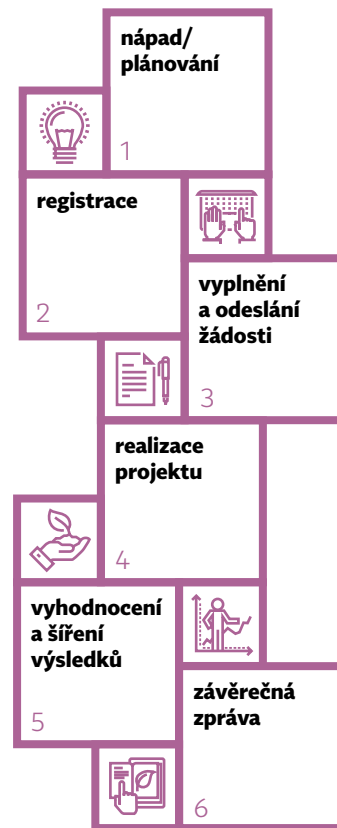 nápad/
plánování
1
registrace
2
vyplnění
a odeslání
žádosti
3
realizace
projektu
4
vyhodnocení
a šíření
výsledků
5
závěrečná
zpráva
6